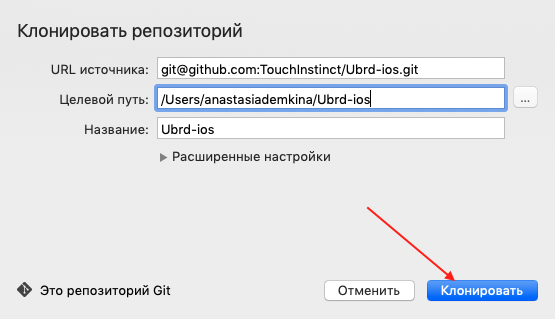 Клонировать репозиторий
URL источника: git@github.com:TouchInstinct/Ubrd-ios.git
Целевой путь: /Users/anastasiademkina/Ubrd-ios ...
Название: Ubrd-ios
Расширенные настройки
Это репозиторий Git Отменить Клонировать